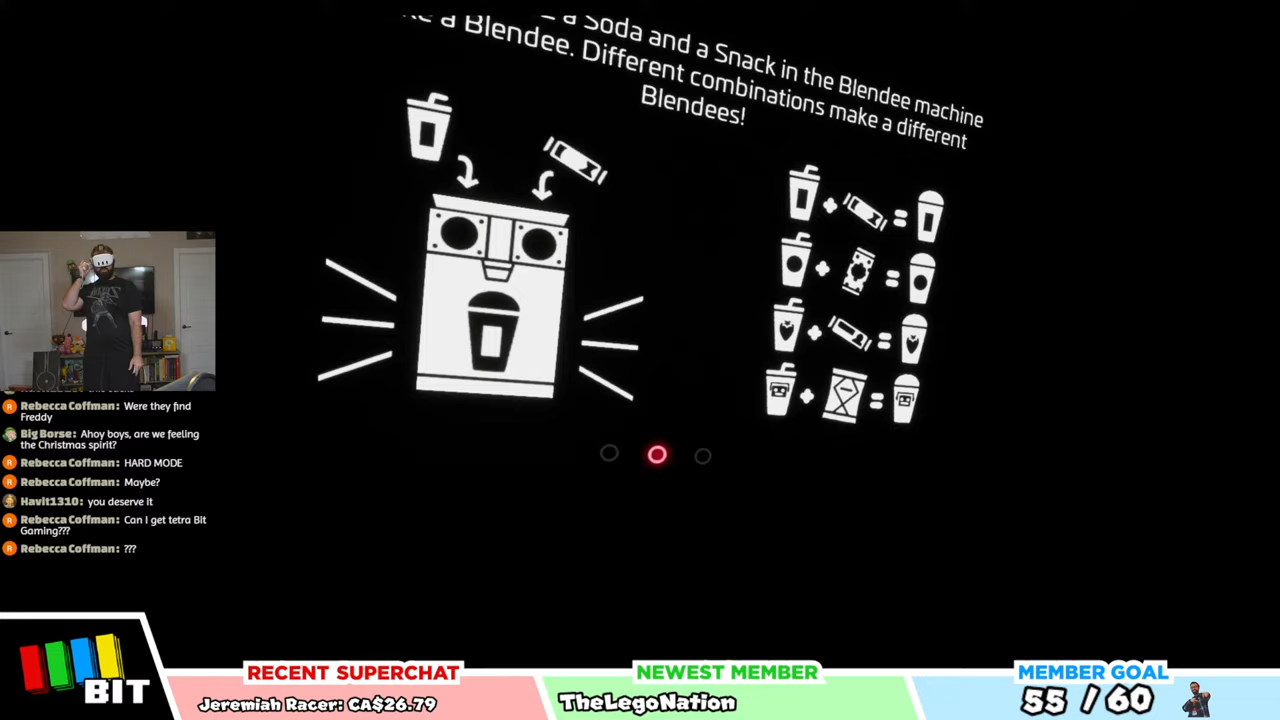 a Soda and a Snack in the Blendee machine
a Blendee. Different combinations make a different
Blendees!
Rebecca Coffman: Were they find
Freddy
Big Borse: Ahoy boys, are we feeling
the Christmas spirit?
Rebecca Coffman: HARD MODE
Rebecca Coffman: Maybe?
Havit1310: you deserve it
Rebecca Coffman: Can I get tetra Bit
Gaming???
Rebecca Coffman: ???
BIT
RECENT SUPERCHAT
Jeremiah Racer: CA$26.79
NEWEST MEMBER
TheLegoNation
MEMBER GOAL
55 / 60